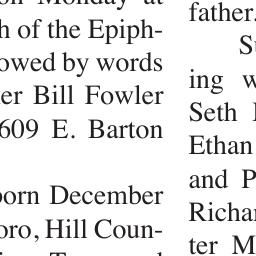 on Monday at
h of the Epiph-
owed by words
er Bill Fowler
609 E. Barton
born December
oro, Hill Coun-
father.
ing
Seth
Ethan
and P
Richar
ter M